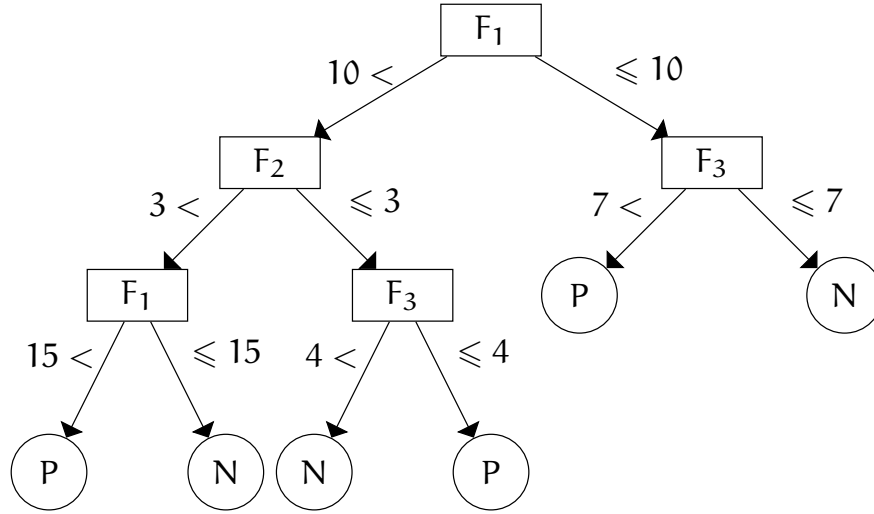 F₁
10 < ⩽ 10
F₂ F₃
3 < ⩽ 3 7 < ⩽ 7
F₁ F₃ P N
15 < ⩽ 15 4 < ⩽ 4
P N N P